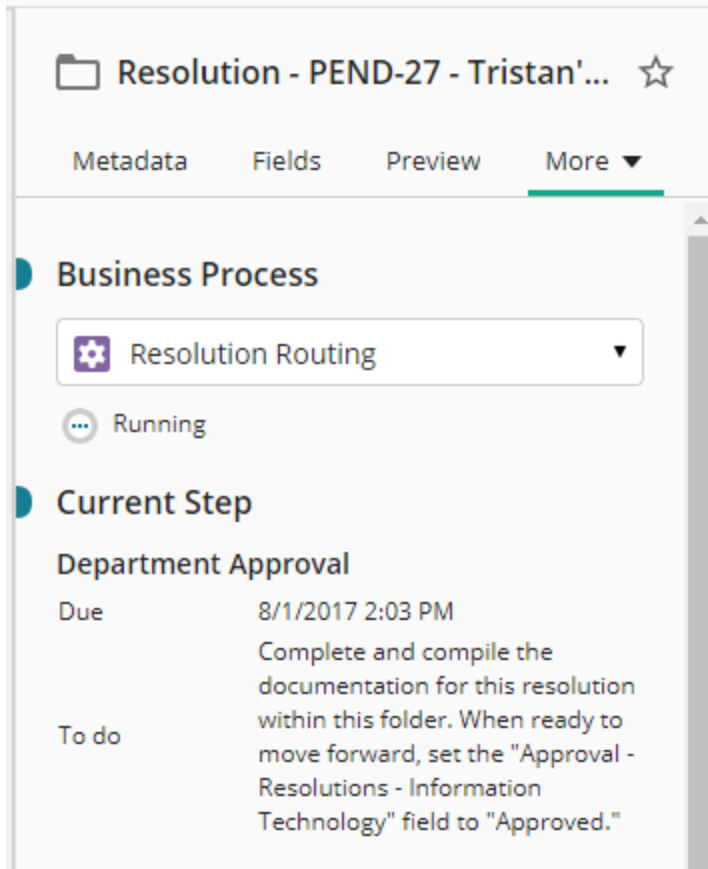 Resolution - PEND-27 - Tristan'...
Metadata Fields Preview More
Business Process
Resolution Routing
Running
Current Step
Department Approval
Due 8/1/2017 2:03 PM
To do
Complete and compile the
documentation for this resolution
within this folder. When ready to
move forward, set the "Approval -
Resolutions - Information
Technology" field to "Approved."